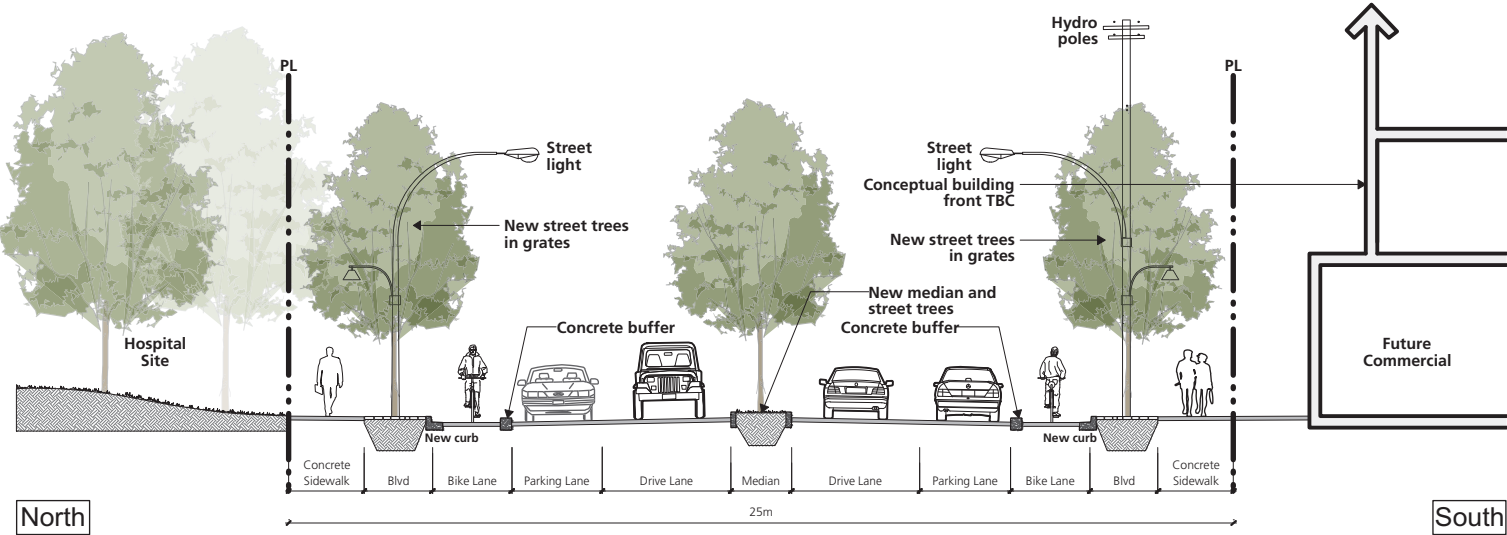 Hydro
poles
PL
PL
Street
light
Street
light
Conceptual building
front TBC
New street trees
in grates
New street trees
in grates
New median and
street trees
Concrete buffer
Concrete buffer
Hospital
Site
Future
Commercial
New curb
New curb
Concrete
Sidewalk
Blvd
Bike Lane
Parking Lane
Drive Lane
Median
Drive Lane
Parking Lane
Bike Lane
Blvd
Concrete
Sidewalk
25m
North
South